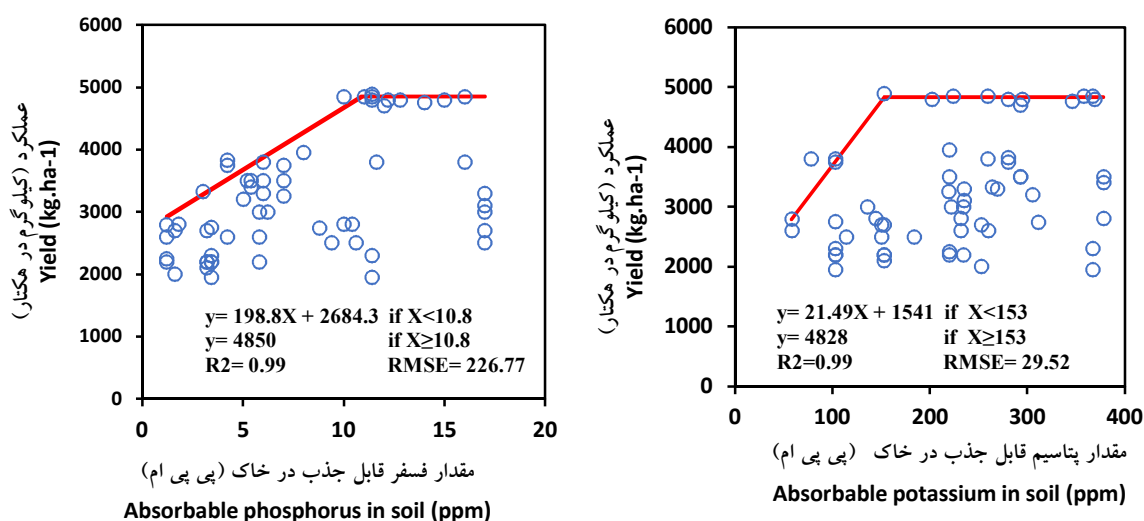 6000
5000
4000
3000
2000
1000
0
0 5 10 15 20
عملکرد (کیلوگرم در هکتار)
Yield (kg.ha-1)
y= 198.8X + 2684.3 if X<10.8
y= 4850 if X≥10.8
R2= 0.99 RMSE= 226.77
مقدار فسفر قابل جذب در خاک (پی پی ام)
Absorbable phosphorus in soil (ppm)
6000
5000
4000
3000
2000
1000
0
0 100 200 300 400
عملکرد (کیلوگرم در هکتار)
Yield (kg.ha-1)
y= 21.49X + 1541 if X<153
y= 4828 if X≥153
R2=0.99 RMSE= 29.52
مقدار پتاسیم قابل جذب در خاک (پی پی ام)
Absorbable potassium in soil (ppm)